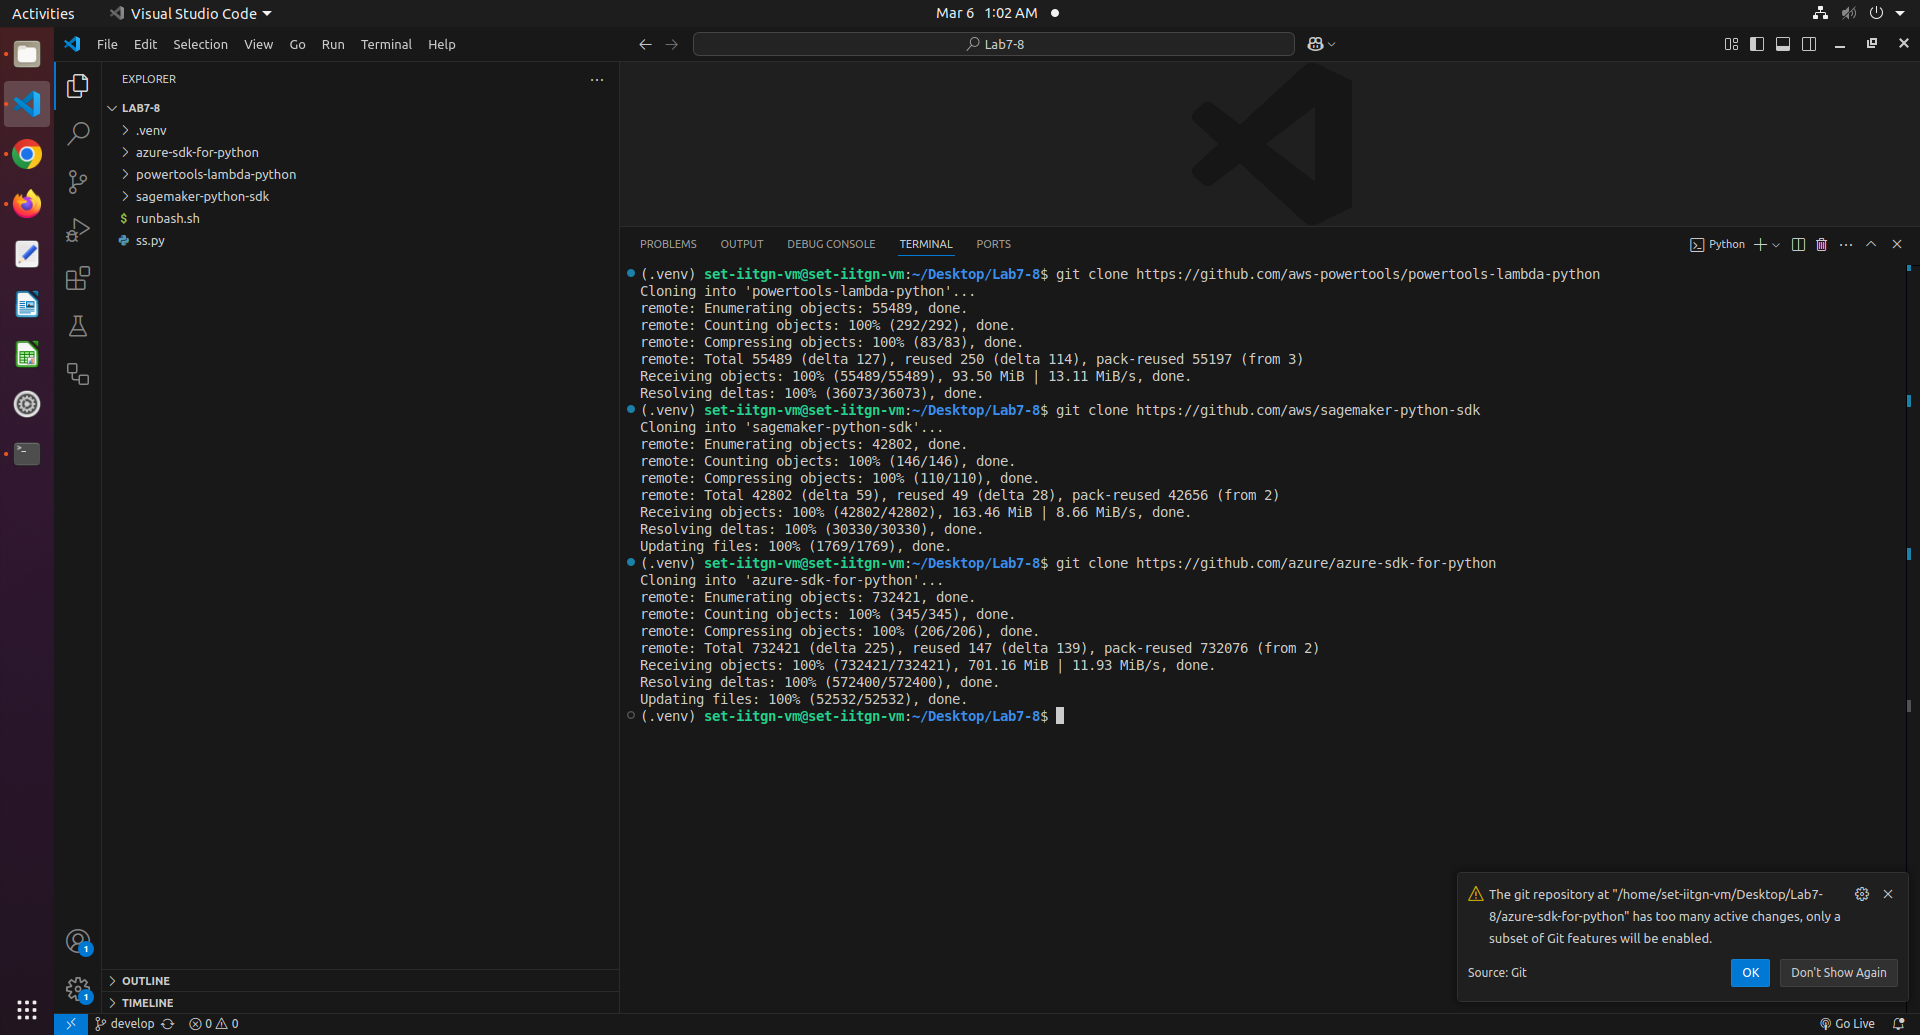 Activities
Visual Studio Code
Mar 6 1:02 AM
File Edit Selection View Go Run Terminal Help
Lab7-8
EXPLORER
LAB7-8
.venv
azure-sdk-for-python
powertools-lambda-python
sagemaker-python-sdk
$ runbash.sh
ss.py
PROBLEMS OUTPUT DEBUG CONSOLE TERMINAL PORTS
Python
(.venv) set-iitgn-vm@set-iitgn-vm:~/Desktop/Lab7-8$ git clone https://github.com/aws-powertools/powertools-lambda-python
Cloning into 'powertools-lambda-python'...
remote: Enumerating objects: 55489, done.
remote: Counting objects: 100% (292/292), done.
remote: Compressing objects: 100% (83/83), done.
remote: Total 55489 (delta 127), reused 250 (delta 114), pack-reused 55197 (from 3)
Receiving objects: 100% (55489/55489), 93.50 MiB | 13.11 MiB/s, done.
Resolving deltas: 100% (36073/36073), done.
(.venv) set-iitgn-vm@set-iitgn-vm:~/Desktop/Lab7-8$ git clone https://github.com/aws/sagemaker-python-sdk
Cloning into 'sagemaker-python-sdk'...
remote: Enumerating objects: 42802, done.
remote: Counting objects: 100% (146/146), done.
remote: Compressing objects: 100% (110/110), done.
remote: Total 42802 (delta 59), reused 49 (delta 28), pack-reused 42656 (from 2)
Receiving objects: 100% (42802/42802), 163.46 MiB | 8.66 MiB/s, done.
Resolving deltas: 100% (30330/30330), done.
Updating files: 100% (1769/1769), done.
(.venv) set-iitgn-vm@set-iitgn-vm:~/Desktop/Lab7-8$ git clone https://github.com/azure/azure-sdk-for-python
Cloning into 'azure-sdk-for-python'...
remote: Enumerating objects: 732421, done.
remote: Counting objects: 100% (345/345), done.
remote: Compressing objects: 100% (206/206), done.
remote: Total 732421 (delta 225), reused 147 (delta 139), pack-reused 732076 (from 2)
Receiving objects: 100% (732421/732421), 701.16 MiB | 11.93 MiB/s, done.
Resolving deltas: 100% (572400/572400), done.
Updating files: 100% (52532/52532), done.
(.venv) set-iitgn-vm@set-iitgn-vm:~/Desktop/Lab7-8$
The git repository at "/home/set-iitgn-vm/Desktop/Lab7-
8/azure-sdk-for-python" has too many active changes, only a
subset of Git features will be enabled.
Source: Git
OK
Don't Show Again
1
1
OUTLINE
TIMELINE
develop
0 0
Go Live